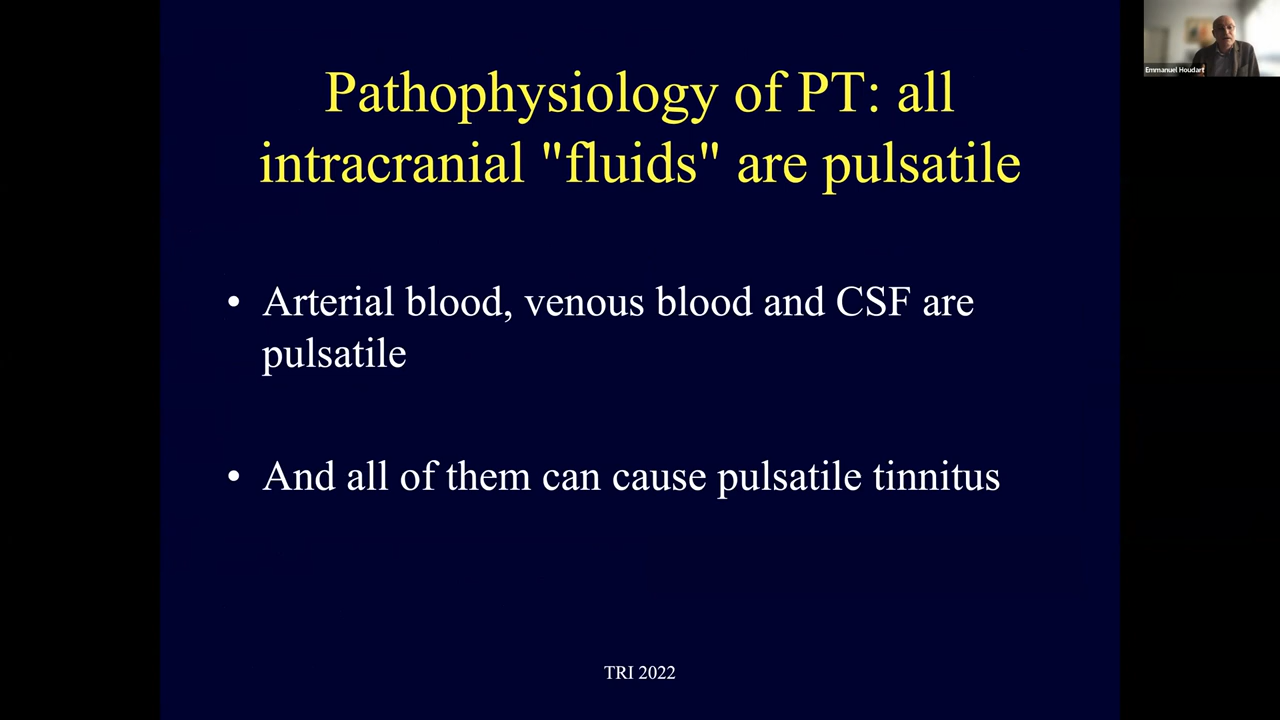 Pathophysiology of PT: all
intracranial "fluids" are pulsatile
• Arterial blood, venous blood and CSF are
pulsatile
• And all of them can cause pulsatile tinnitus
TRI 2022
Emmanuel Houdart